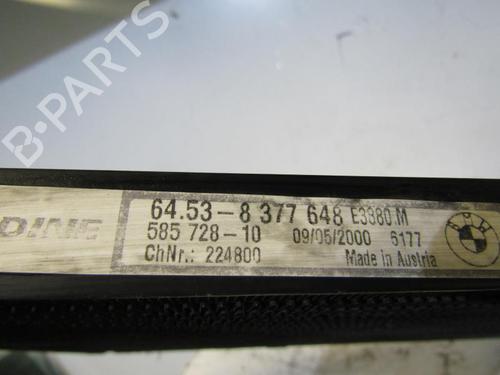 B-PARTS
64.53-8 377 648 E3380 M
585 728-10 09/05/2000 6177
ChNr.: 224800 Made in Austria